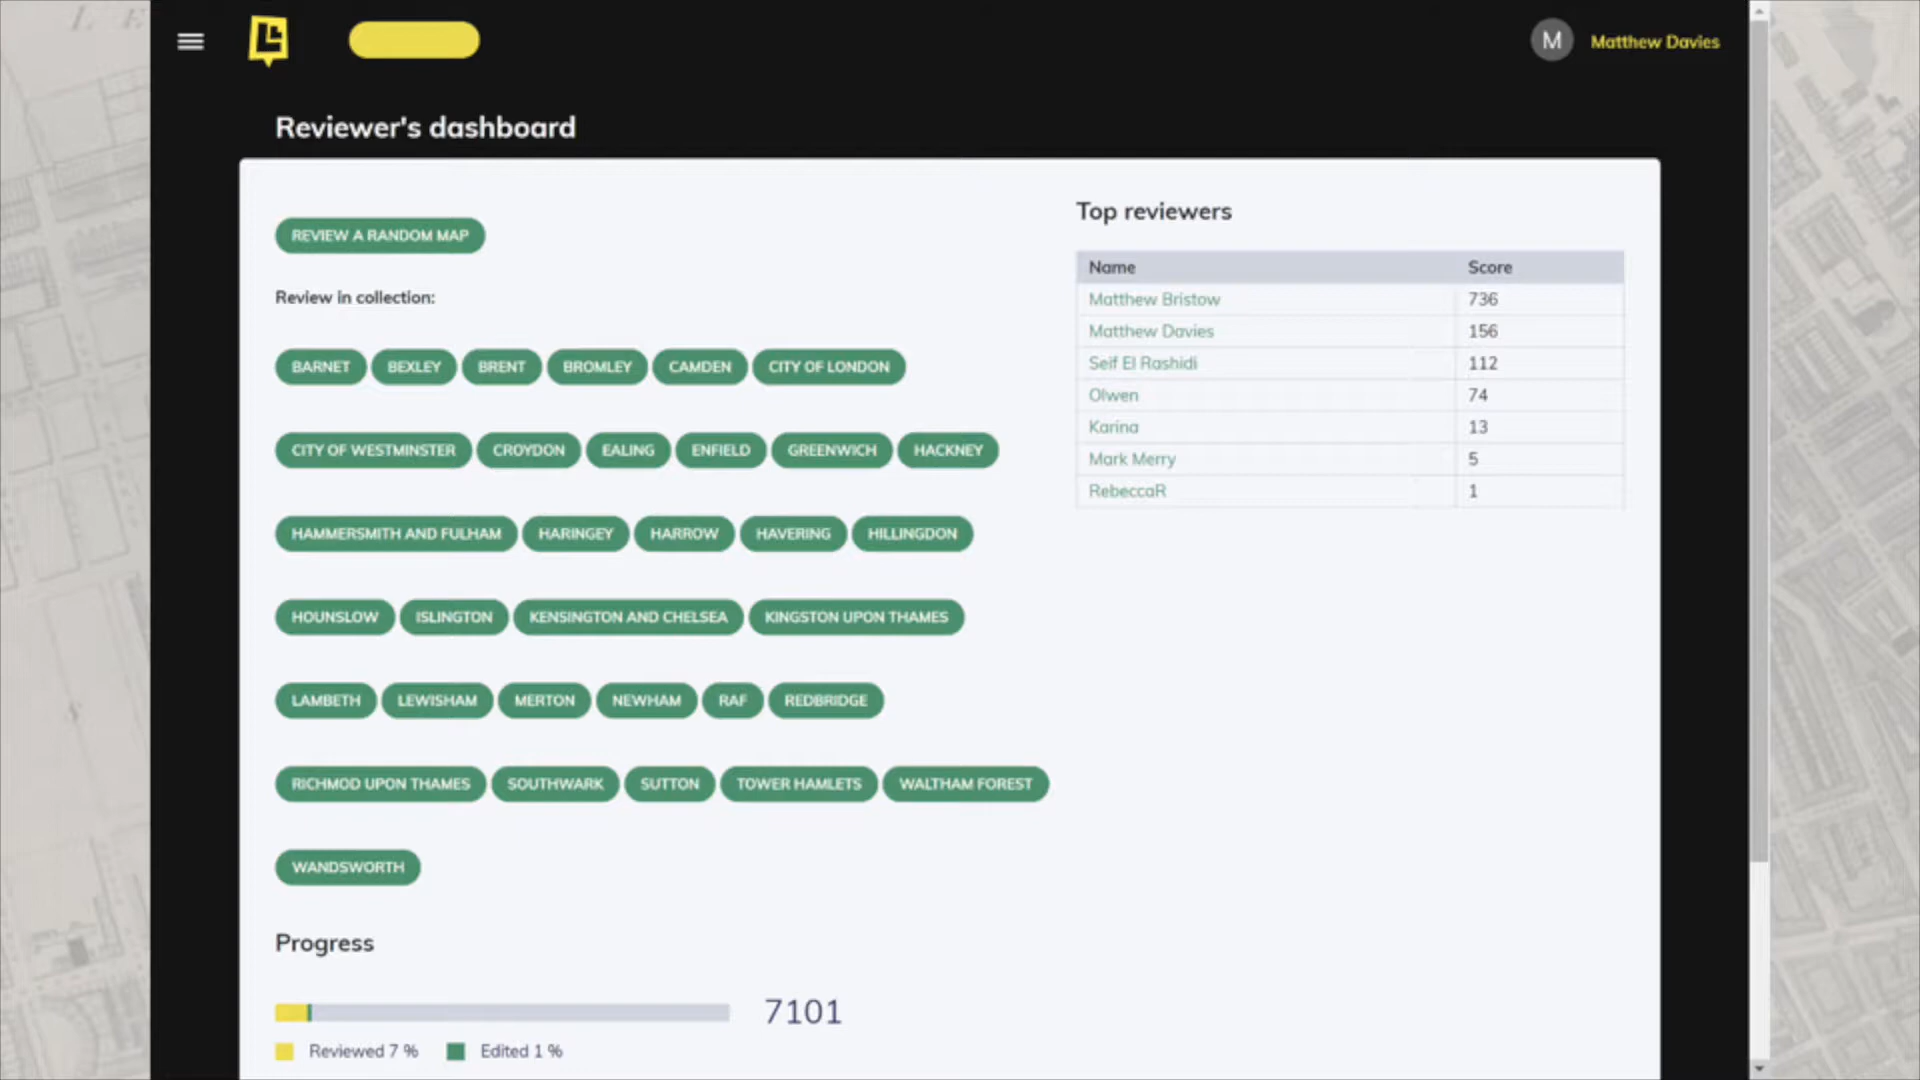 M Matthew Davies
Reviewer's dashboard
REVIEW A RANDOM MAP
Review in collection:
BARNET BEXLEY BRENT BROMLEY CAMDEN CITY OF LONDON
CITY OF WESTMINSTER CROYDON EALING ENFIELD GREENWICH HACKNEY
HAMMERSMITH AND FULHAM HARINGEY HARROW HAVERING HILLINGDON
HOUNSLOW ISLINGTON KENSINGTON AND CHELSEA KINGSTON UPON THAMES
LAMBETH LEWISHAM MERTON NEWHAM RAF REDBRIDGE
RICHMOD UPON THAMES SOUTHWARK SUTTON TOWER HAMLETS WALTHAM FOREST
WANDSWORTH
Progress
7101
Reviewed 7 % Edited 1 %
Top reviewers
Name Score
Matthew Bristow 736
Matthew Davies 156
Seif El Rashidi 112
Olwen 74
Karina 13
Mark Merry 5
RebeccaR 1